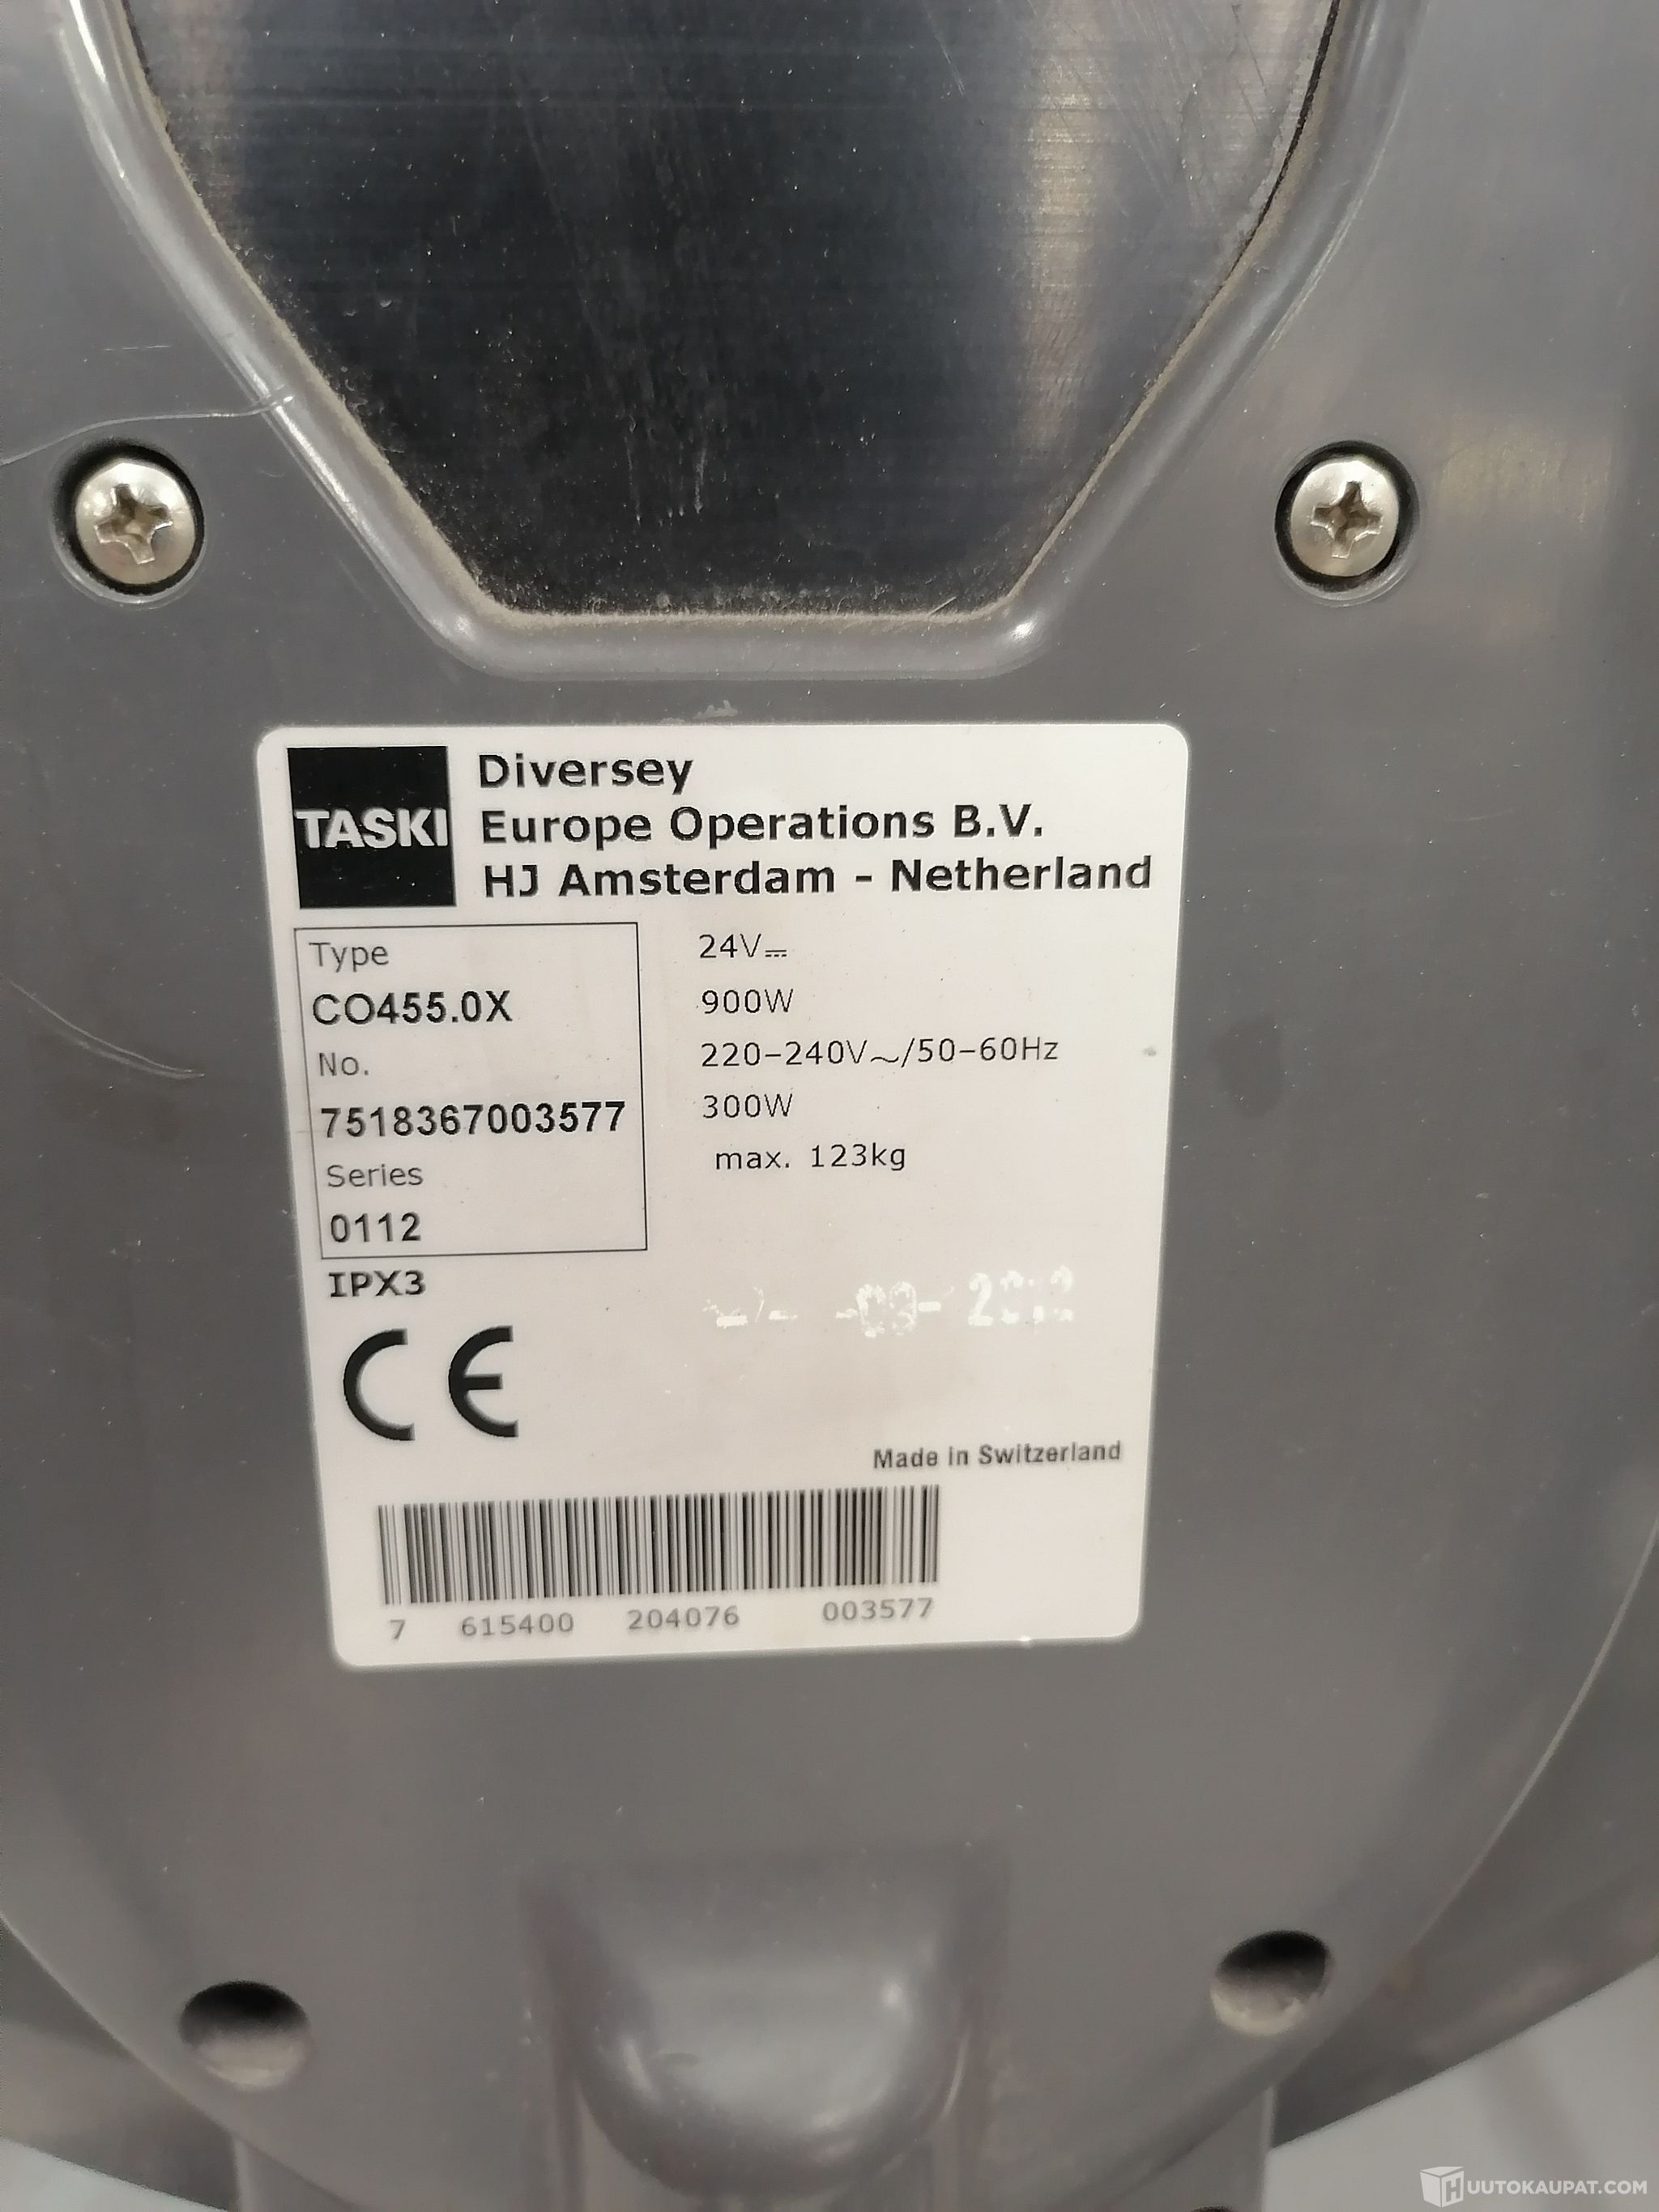 TASKI
Diversey
Europe Operations B.V.
HJ Amsterdam - Netherland
Type
CO455.0X
No.
7518367003577
Series
0112
IPX3
24V⎓
900W
220-240V~/50-60Hz
300W
max. 123kg
CE
Made in Switzerland
7 615400 204076 003577
HUUTOKAUPAT.COM